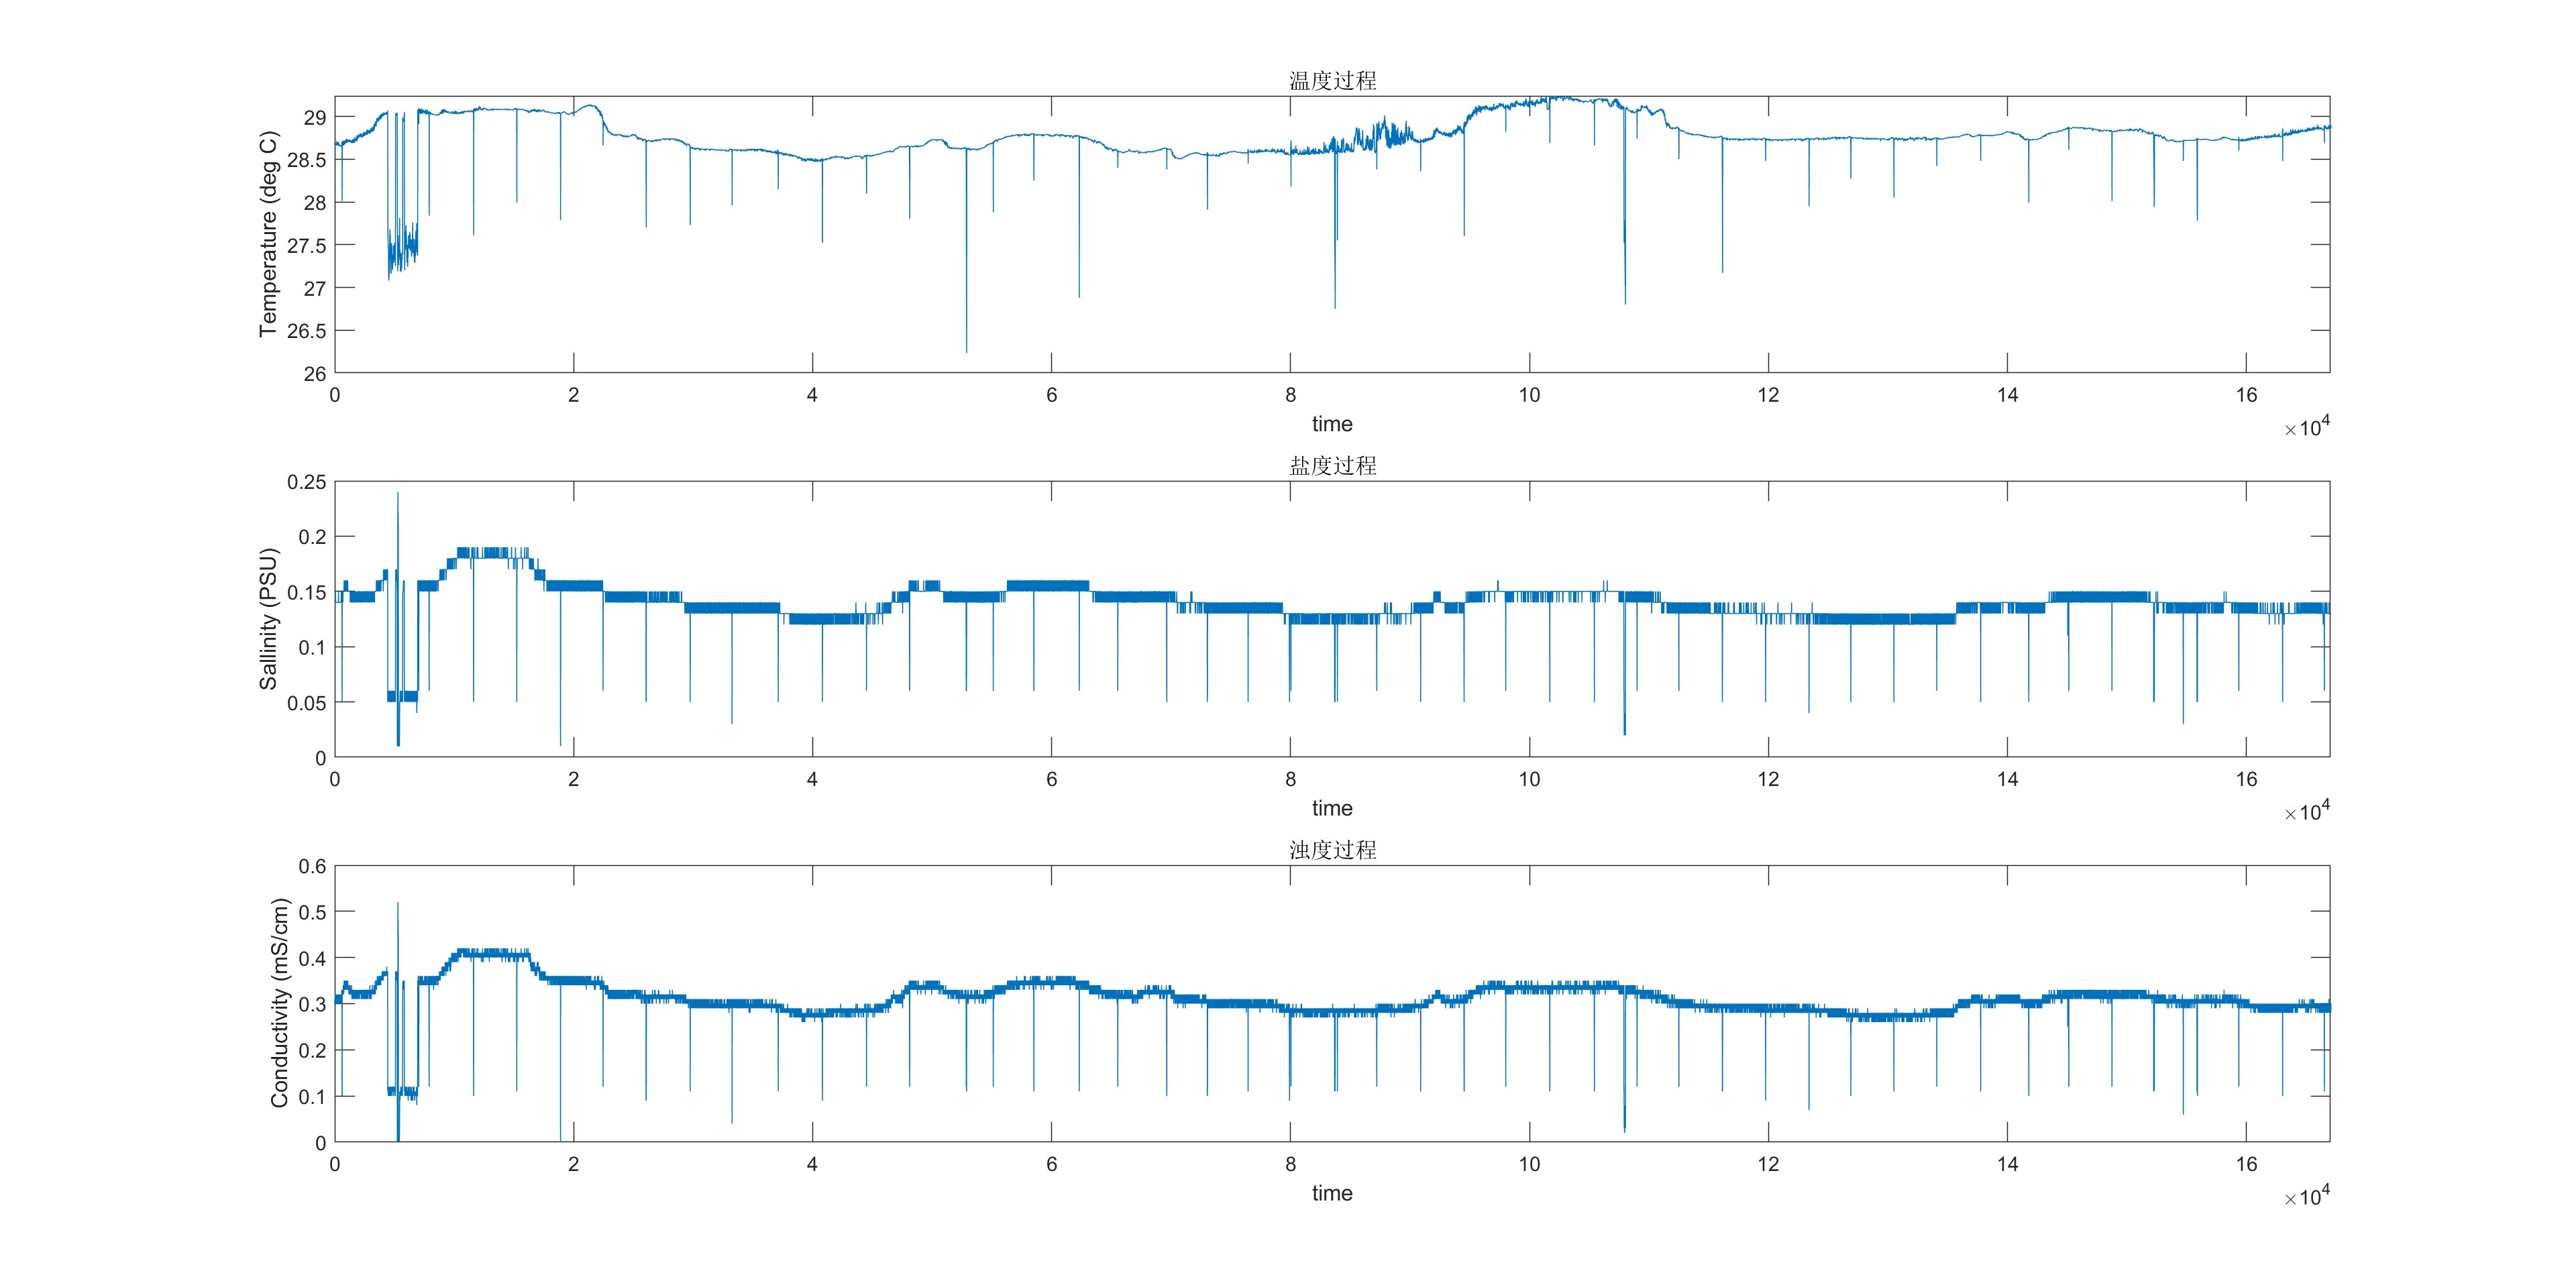 温度过程
29
28.5
28
27.5
27
26.5
26
Temperature (deg C)
0 2 4 6 8 10 12 14 16
time
×10^4
盐度过程
0.25
0.2
0.15
0.1
0.05
0
Sallinity (PSU)
0 2 4 6 8 10 12 14 16
time
×10^4
浊度过程
0.6
0.5
0.4
0.3
0.2
0.1
0
Conductivity (mS/cm)
0 2 4 6 8 10 12 14 16
time
×10^4